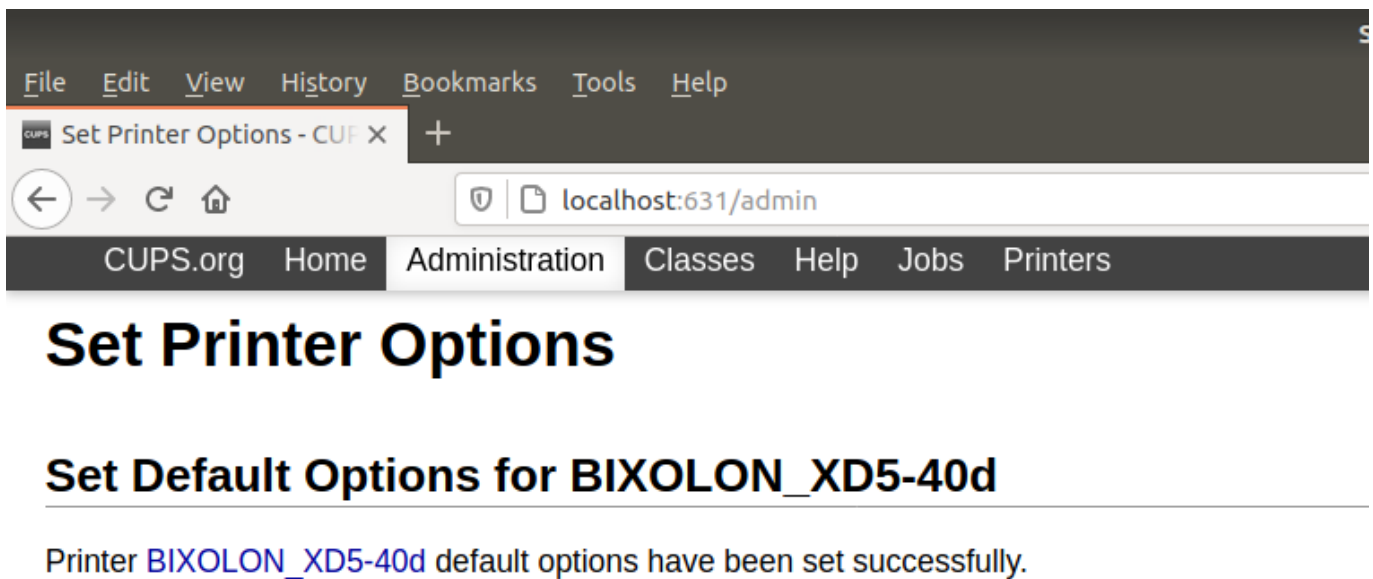 File Edit View History Bookmarks Tools Help
CUPS Set Printer Options - CUP
localhost:631/admin
CUPS.org Home Administration Classes Help Jobs Printers
Set Printer Options
Set Default Options for BIXOLON_XD5-40d
Printer BIXOLON_XD5-40d default options have been set successfully.